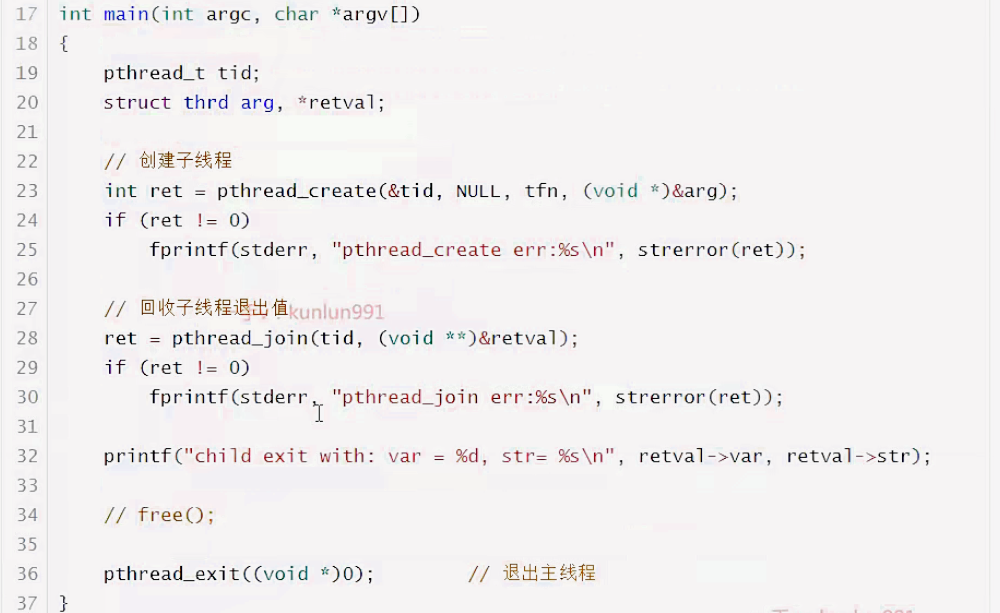 17 int main(int argc, char *argv[])
18 {
19     pthread_t tid;
20     struct thrd arg, *retval;
21
22     // 创建子线程
23     int ret = pthread_create(&tid, NULL, tfn, (void *)&arg);
24     if (ret != 0)
25         fprintf(stderr, "pthread_create err:%s\n", strerror(ret));
26
27     // 回收子线程退出值 kunlun991
28     ret = pthread_join(tid, (void **)&retval);
29     if (ret != 0)
30         fprintf(stderr, "pthread_join err:%s\n", strerror(ret));
31
32     printf("child exit with: var = %d, str= %s\n", retval->var, retval->str);
33
34     // free();
35
36     pthread_exit((void *)0);        // 退出主线程
37 }